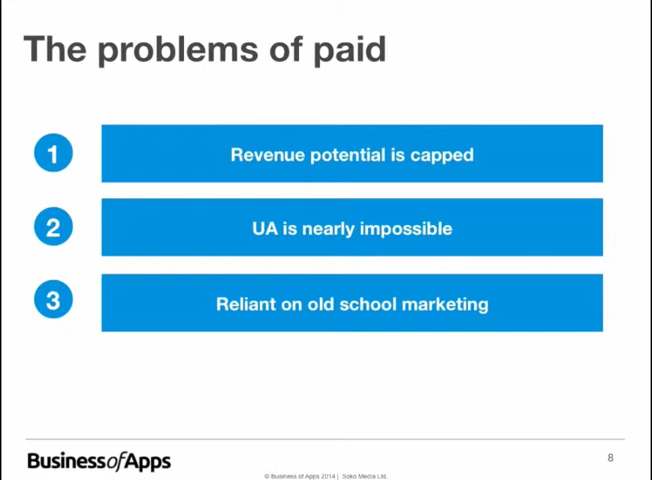 The problems of paid
1 Revenue potential is capped
2 UA is nearly impossible
3 Reliant on old school marketing
BusinessofApps
8
© Business of Apps 2014 | Soko Media Ltd.